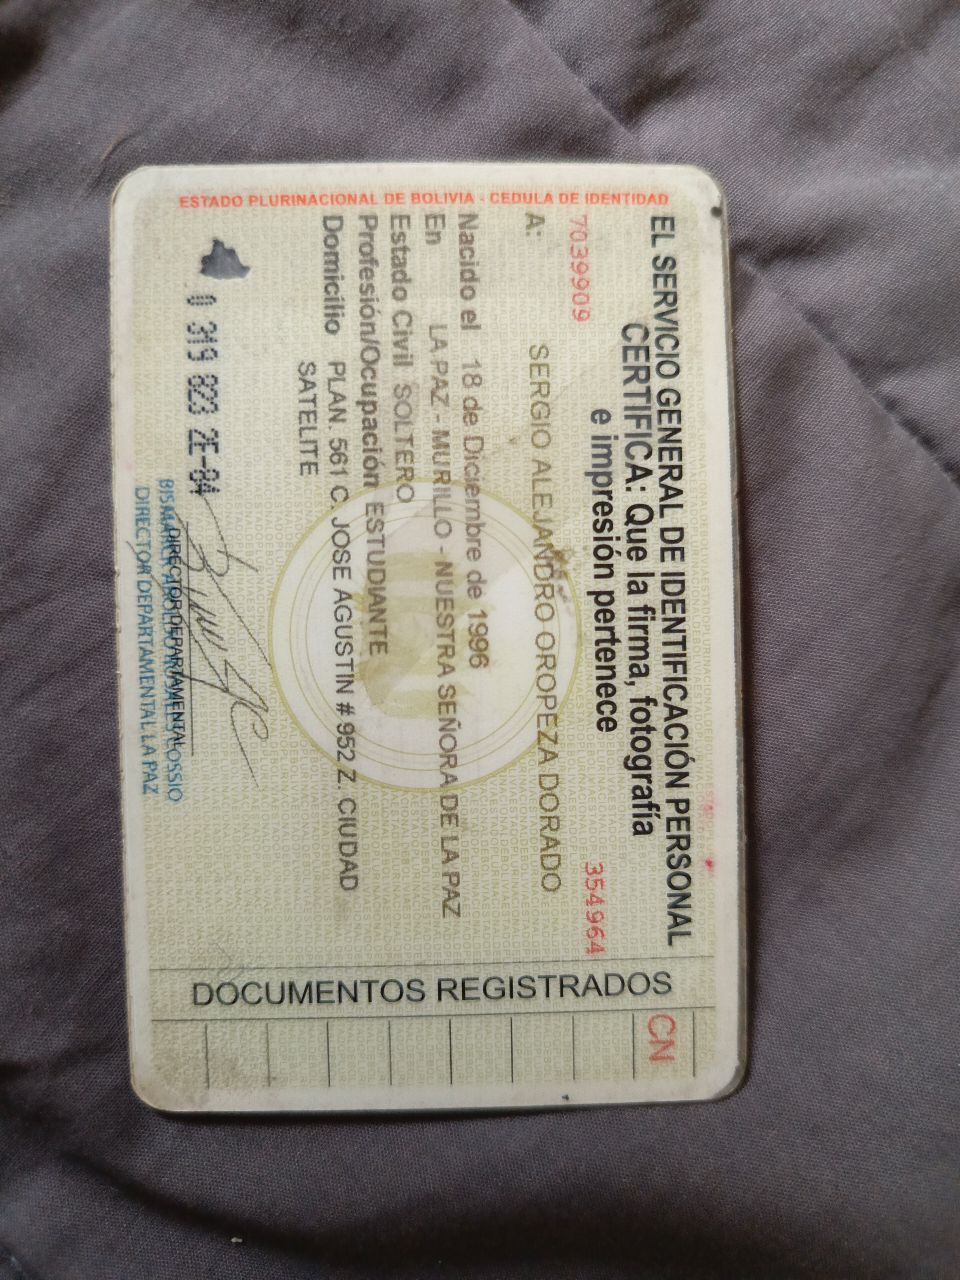 ESTADO PLURINACIONAL DE BOLIVIA - CEDULA DE IDENTIDAD
EL SERVICIO GENERAL DE IDENTIFICACIÓN PERSONAL
CERTIFICA: Que la firma, fotografía
e impresión pertenece
7039909 354964
A: SERGIO ALEJANDRO OROPEZA DORADO
Nacido el 18 de Diciembre de 1996
En LA PAZ - MURILLO - NUESTRA SEÑORA DE LA PAZ
Estado Civil SOLTERO
Profesión/Ocupación ESTUDIANTE
Domicilio PLAN. 561 C. JOSE AGUSTIN # 952 Z. CIUDAD
SATELITE
0 319 823 2E-84
DIRECTOR DEPARTAMENTAL
DIRECTOR DEPARTAMENTAL LA PAZ
DOCUMENTOS REGISTRADOS
CN